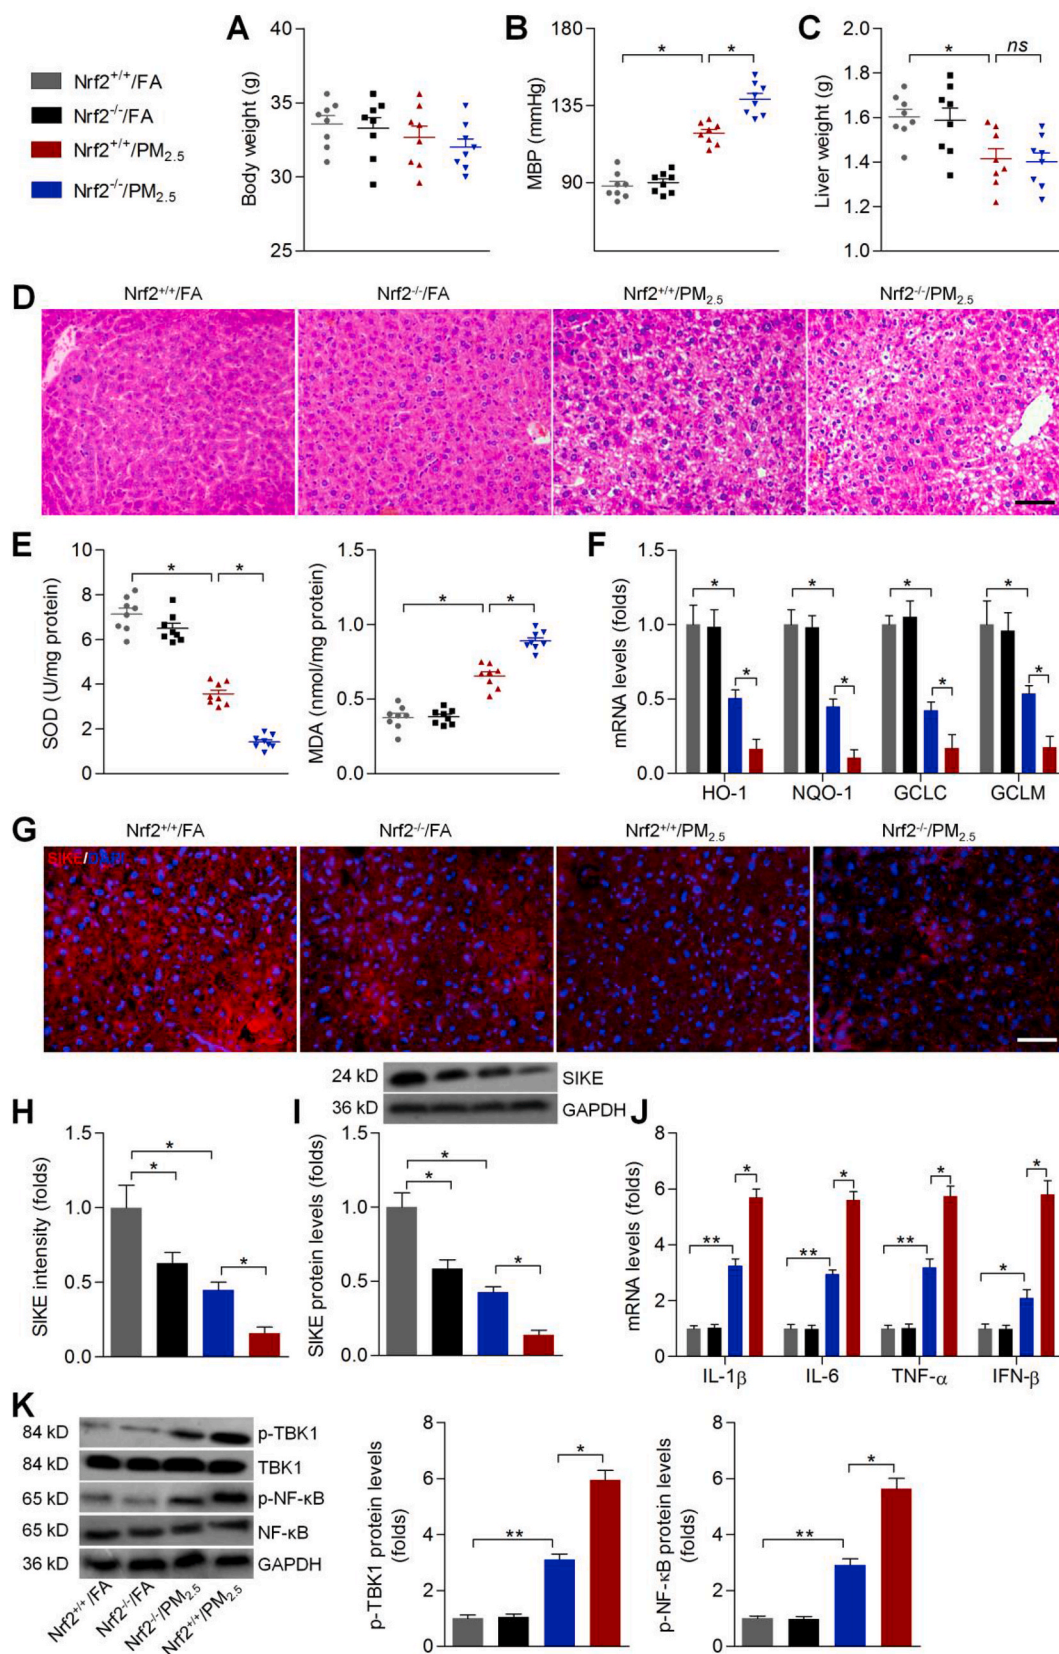 A
B
C
Nrf2+/+/FA
Nrf2-/-/FA
Nrf2+/+/PM2.5
Nrf2-/-/PM2.5
Body weight (g)
40
35
30
25
MBP (mmHg)
180
135
90
* *
Liver weight (g)
2.0
1.8
1.6
1.4
1.6
1.0
* ns
D
Nrf2+/+/FA Nrf2-/-/FA Nrf2+/+/PM2.5 Nrf2-/-/PM2.5
E
SOD (U/mg protein)
10
8
6
4
2
0
* *
MDA (nmol/mg protein)
1.5
1.0
0.5
0.0
* *
F
mRNA levels (folds)
1.5
1.0
0.5
0.0
* * * *
* * * *
HO-1 NQO-1 GCLC GCLM
G
Nrf2+/+/FA Nrf2-/-/FA Nrf2+/+/PM2.5 Nrf2-/-/PM2.5
SIKE/DAPI
24 kD SIKE
36 kD GAPDH
H
SIKE intensity (folds)
1.5
1.0
0.5
0.0
*
*
*
I
SIKE protein levels (folds)
1.5
1.0
0.5
0.0
*
*
*
J
mRNA levels (folds)
8
6
4
2
0
* * * *
** ** ** *
IL-1β IL-6 TNF-α IFN-β
K
84 kD p-TBK1
84 kD TBK1
65 kD p-NF-κB
65 kD NF-κB
36 kD GAPDH
Nrf2+/+/FA
Nrf2-/-/FA
Nrf2-/-/PM2.5
Nrf2+/+/PM2.5
p-TBK1 protein levels
(folds)
8
6
4
2
0
*
**
p-NF-κB protein levels
(folds)
8
6
4
2
0
*
**